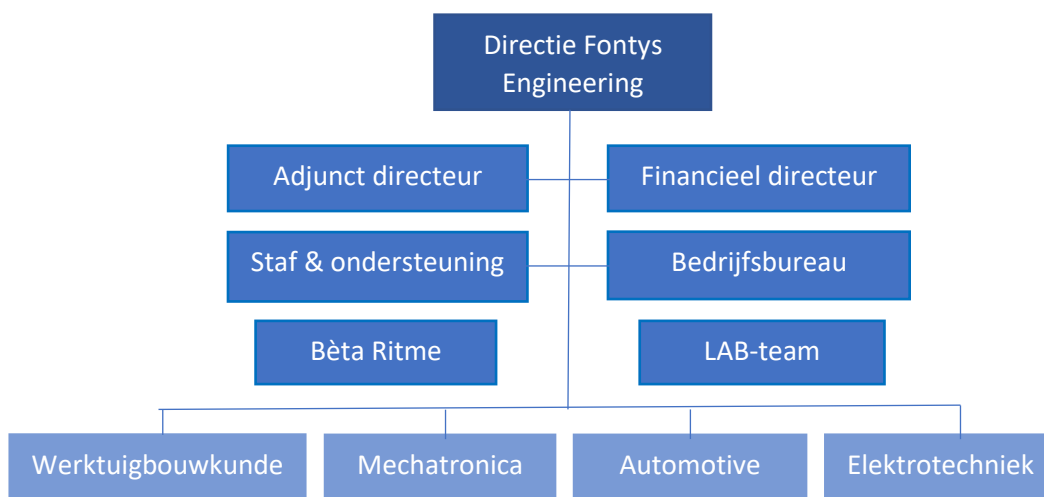 Directie Fontys
Engineering
Adjunct directeur
Financieel directeur
Staf & ondersteuning
Bedrijfsbureau
Bèta Ritme
LAB-team
Werktuigbouwkunde
Mechatronica
Automotive
Elektrotechniek